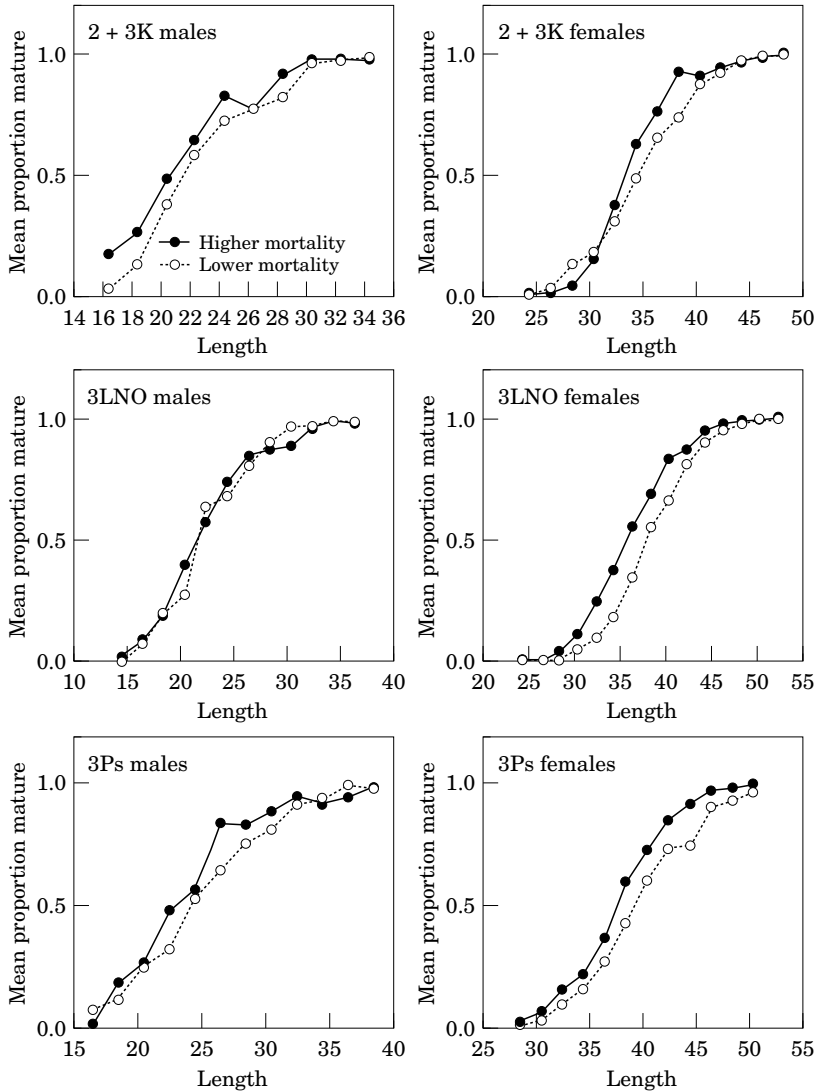 2 + 3K males
1.0
0.5
0.0
Mean proportion mature
Higher mortality
Lower mortality
14 16 18 20 22 24 26 28 30 32 34 36
Length
2 + 3K females
1.0
0.5
0.0
Mean proportion mature
20 25 30 35 40 45 50
Length
3LNO males
1.0
0.5
0.0
Mean proportion mature
10 15 20 25 30 35 40
Length
3LNO females
1.0
0.5
0.0
Mean proportion mature
20 25 30 35 40 45 50 55
Length
3Ps males
1.0
0.5
0.0
Mean proportion mature
15 20 25 30 35 40
Length
3Ps females
1.0
0.5
0.0
Mean proportion mature
25 30 35 40 45 50 55
Length